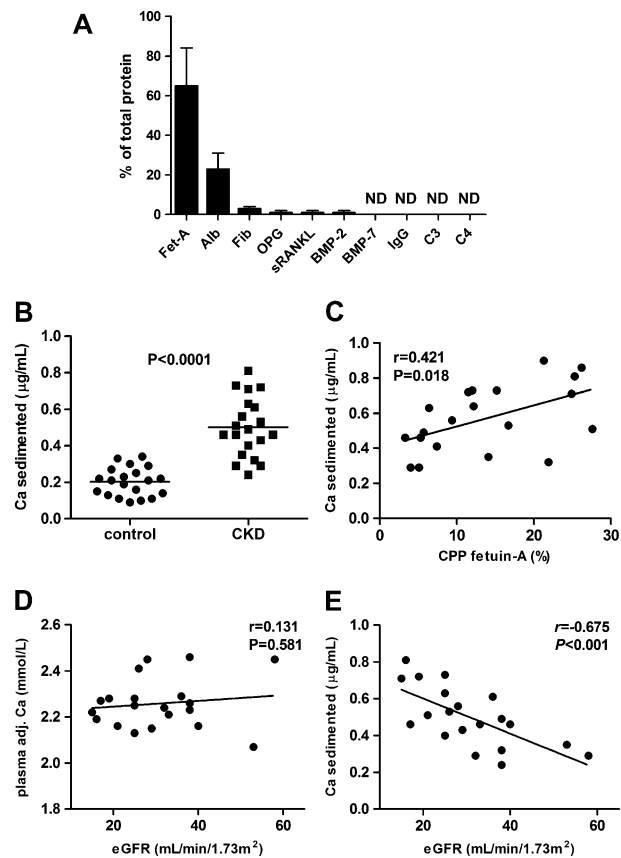 A
% of total protein
100
80
60
40
20
0
ND ND ND ND
Fet-A Alb Fib OPG sRANKL BMP-2 BMP-7 IgG C3 C4
B
Ca sedimented (µg/mL)
1.0
0.8
0.6
0.4
0.2
0.0
P<0.0001
control CKD
C
Ca sedimented (µg/mL)
1.0
0.8
0.6
0.4
0.2
0.0
r=0.421
P=0.018
0 10 20 30
CPP fetuin-A (%)
D
plasma adj. Ca (mmol/L)
2.6
2.4
2.2
2.0
1.8
r=0.131
P=0.581
20 40 60
eGFR (mL/min/1.73m²)
E
Ca sedimented (µg/mL)
1.0
0.8
0.6
0.4
0.2
0.0
r=-0.675
P<0.001
20 40 60
eGFR (mL/min/1.73m²)